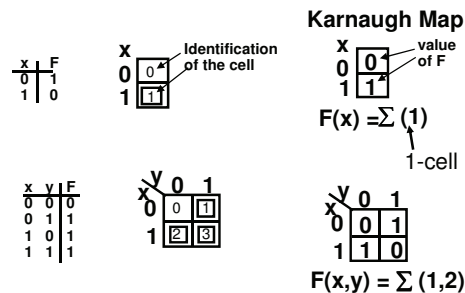 Karnaugh Map
x F
0 1
1 0
x
0 0
1 1
Identification
of the cell
x
0 0
1 1
value
of F
F(x) = Σ (1)
1-cell
x y F
0 0 0
0 1 1
1 0 1
1 1 1
y 0 1
x
0 0 1
1 2 3
y 0 1
x
0 0 1
1 1 0
F(x,y) = Σ (1,2)